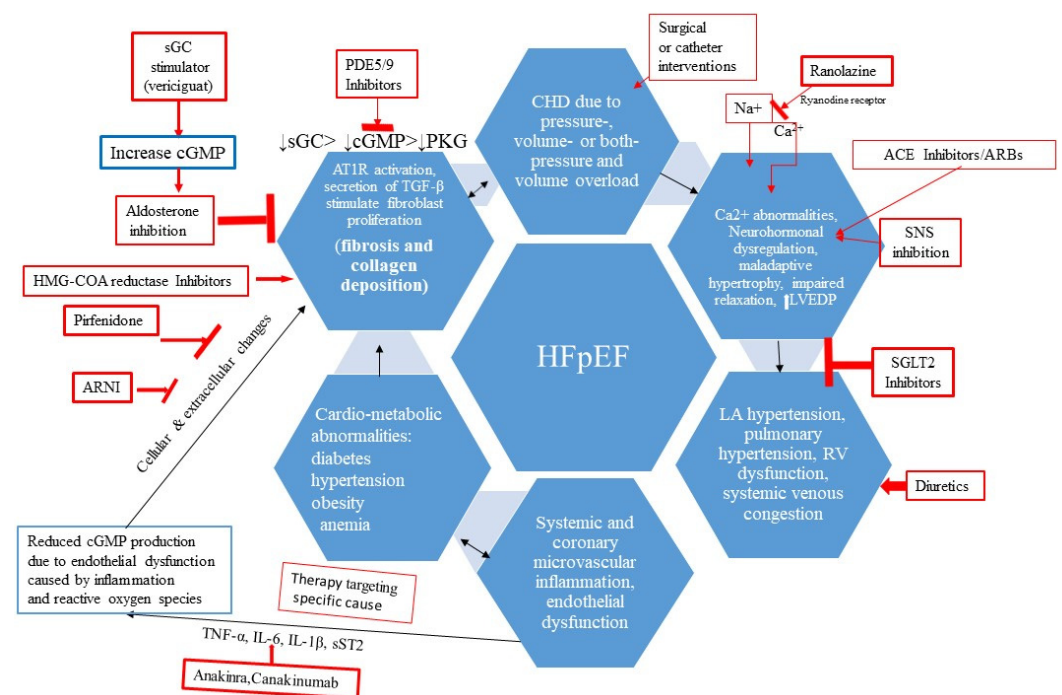 sGC
stimulator
(vericiguat)
Increase cGMP
Aldosterone
inhibition
HMG-COA reductase Inhibitors
Pirfenidone
ARNI
PDE5/9
Inhibitors
↓sGC> ↓cGMP>↓PKG
AT1R activation,
secretion of TGF-β
stimulate fibroblast
proliferation
(fibrosis and
collagen
deposition)
CHD due to
pressure-,
volume- or both-
pressure and
volume overload
Surgical
or catheter
interventions
Ranolazine
Ryanodine receptor
Na+
Ca2+
ACE Inhibitors/ARBs
SNS
inhibition
Ca2+ abnormalities,
Neurohormonal
dysregulation,
maladaptive
hypertrophy, impaired
relaxation, ↑LVEDP
HFpEF
SGLT2
Inhibitors
LA hypertension,
pulmonary
hypertension, RV
dysfunction,
systemic venous
congestion
Diuretics
Cardio-metabolic
abnormalities:
diabetes
hypertension
obesity
anemia
Systemic and
coronary
microvascular
inflammation,
endothelial
dysfunction
Cellular & extracellular changes
Reduced cGMP production
due to endothelial dysfunction
caused by inflammation
and reactive oxygen species
Therapy targeting
specific cause
TNF-α, IL-6, IL-1β, sST2
Anakinra,Canakinumab